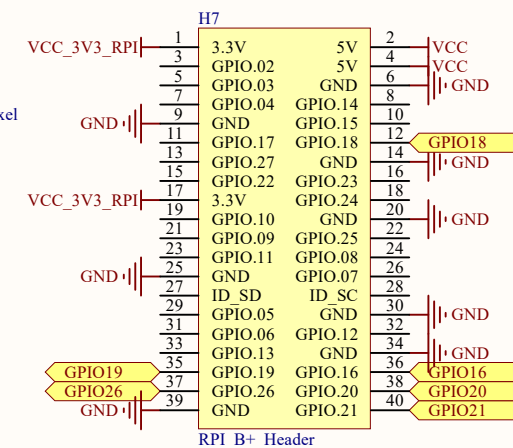 H7
VCC_3V3_RPI 1 3.3V 5V 2 VCC
3 GPIO.02 5V 4 VCC
5 GPIO.03 GND 6 GND
xel
7 GPIO.04 GPIO.14 8
GND 9 GND GPIO.15 10
11 GPIO.17 GPIO.18 12 GPIO18
13 GPIO.27 GND 14 GND
15 GPIO.22 GPIO.23 16
VCC_3V3_RPI 17 3.3V GPIO.24 18
19 GPIO.10 GND 20 GND
21 GPIO.09 GPIO.25 22
23 GPIO.11 GPIO.08 24
GND 25 GND GPIO.07 26
27 ID_SD ID_SC 28
29 GPIO.05 GND 30 GND
31 GPIO.06 GPIO.12 32
33 GPIO.13 GND 34 GND
GPIO19 35 GPIO.19 GPIO.16 36 GPIO16
GPIO26 37 GPIO.26 GPIO.20 38 GPIO20
GND 39 GND GPIO.21 40 GPIO21
RPI_B+_Header